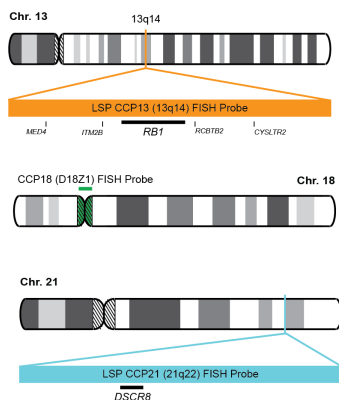 Chr. 13
13q14
LSP CCP13 (13q14) FISH Probe
MED4 ITM2B RB1 RCBTB2 CYSLTR2
CCP18 (D18Z1) FISH Probe
Chr. 18
Chr. 21
LSP CCP21 (21q22) FISH Probe
DSCR8